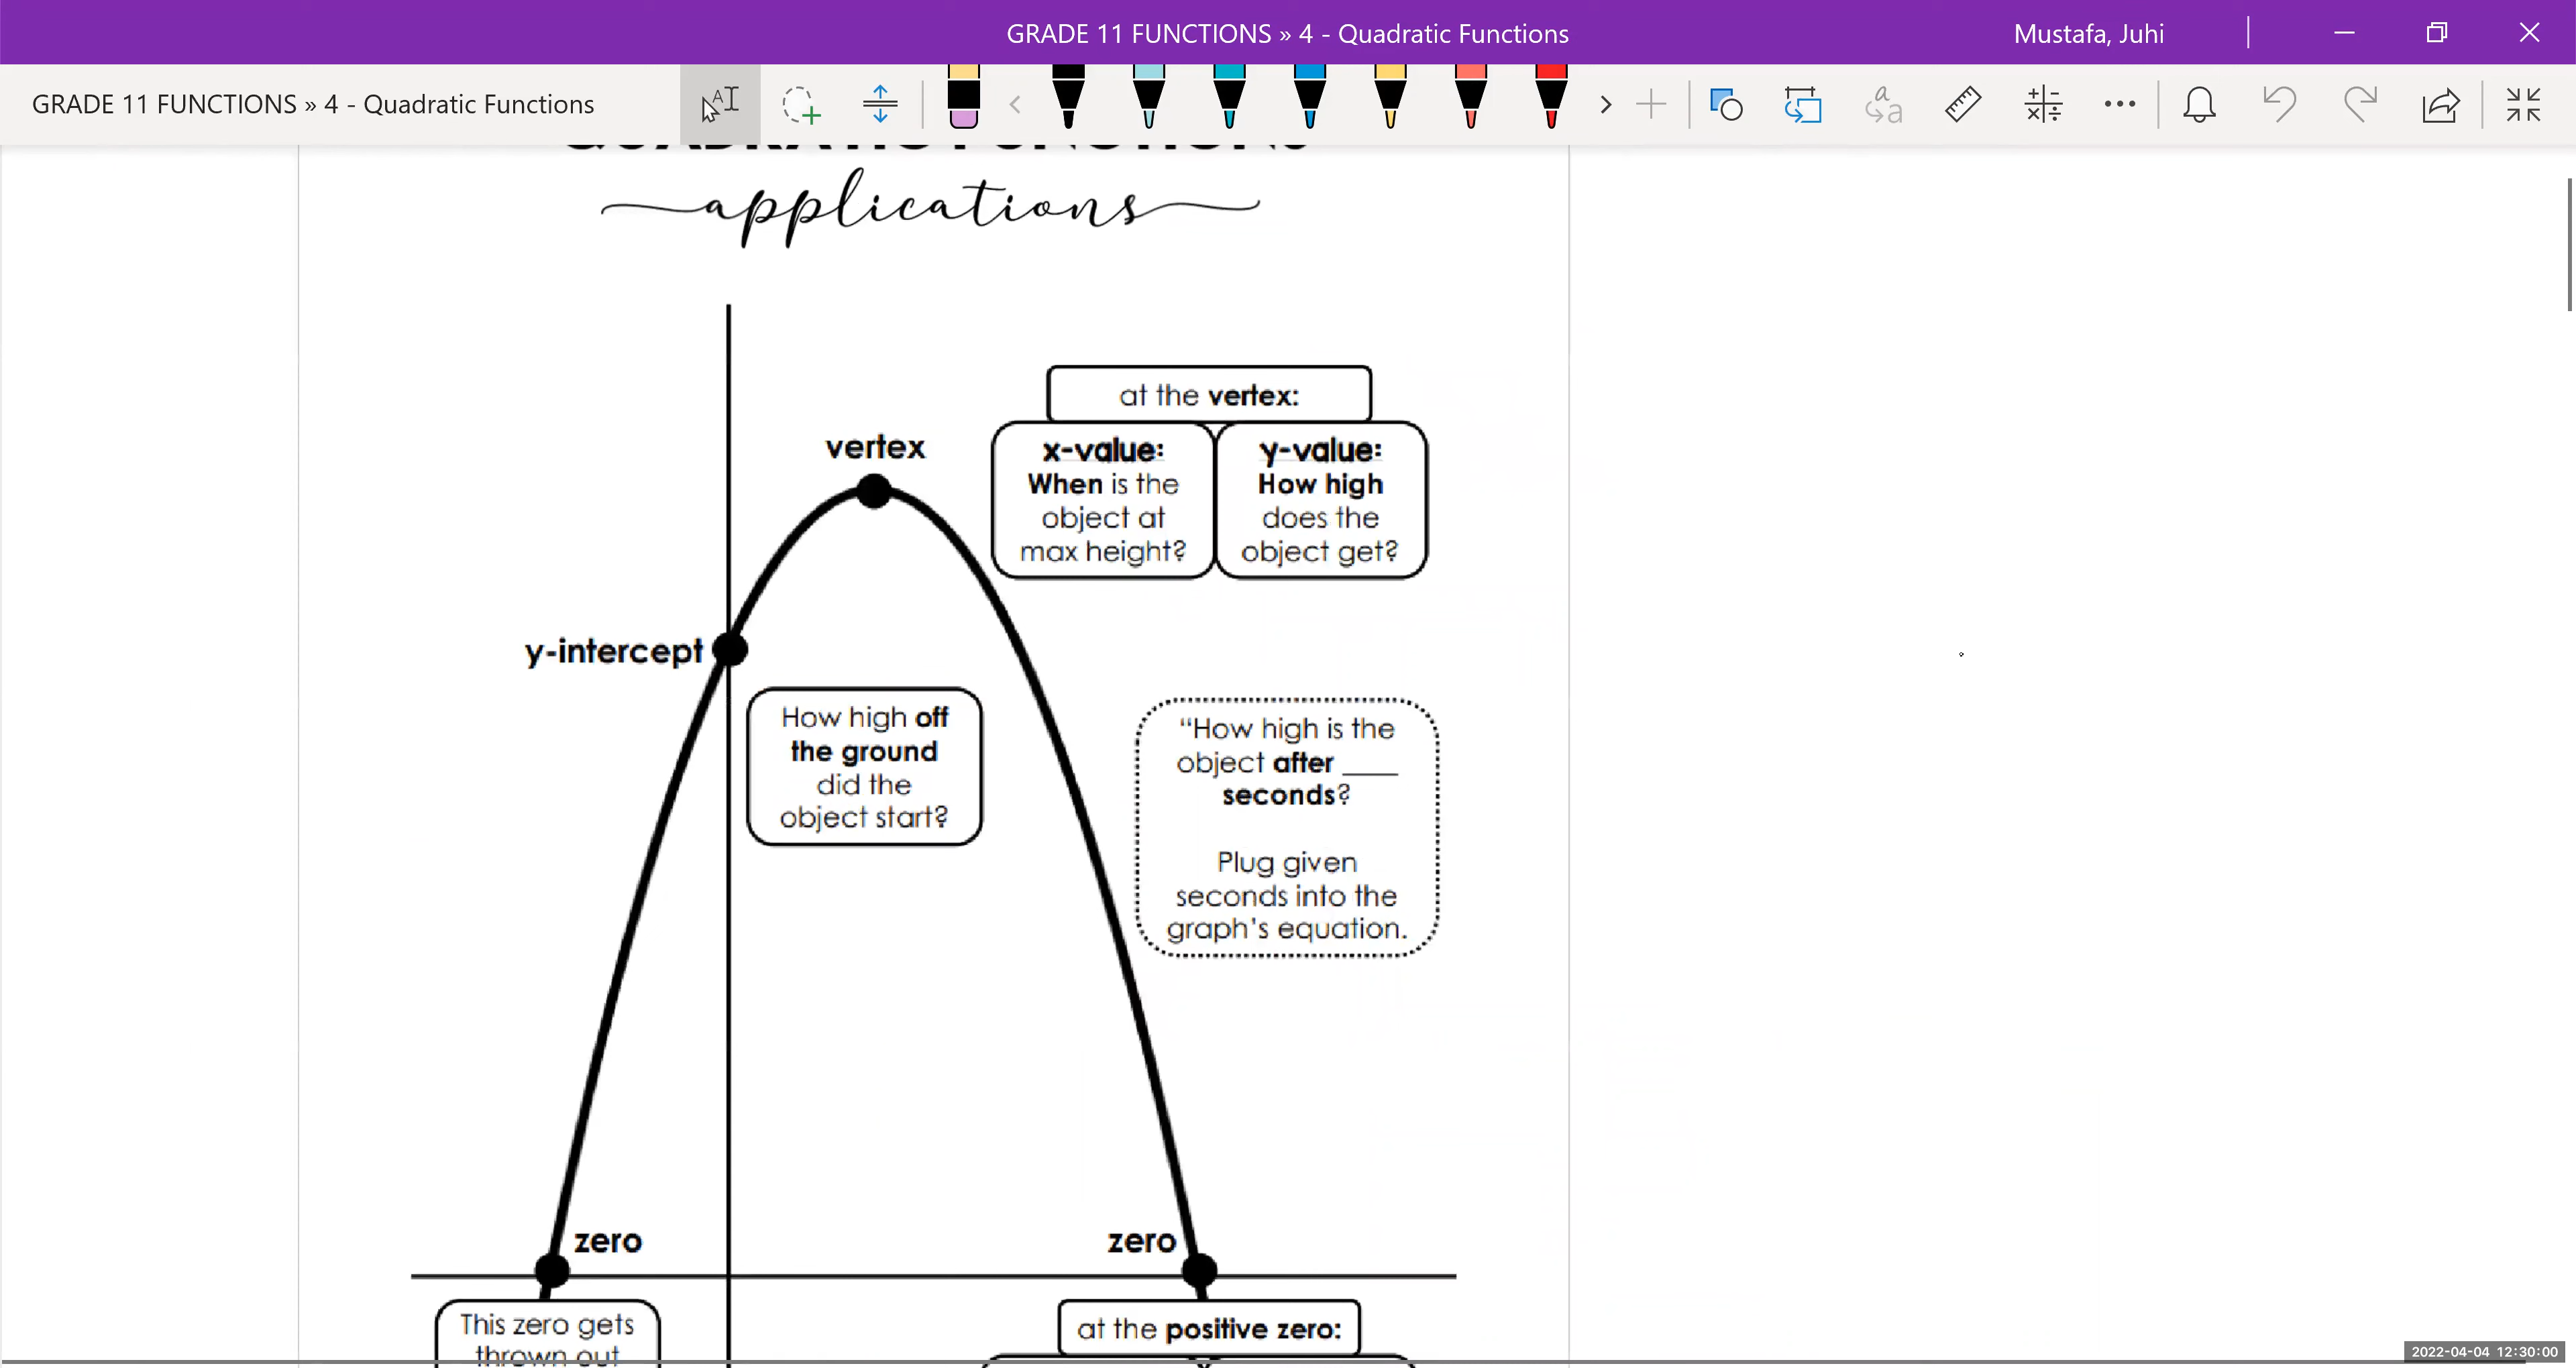 GRADE 11 FUNCTIONS » 4 - Quadratic Functions
Mustafa, Juhi
GRADE 11 FUNCTIONS » 4 - Quadratic Functions
QUADRATIC FUNCTIONS
applications
at the vertex:
vertex
x-value:
When is the
object at
max height?
y-value:
How high
does the
object get?
y-intercept
How high off
the ground
did the
object start?
“How high is the
object after ____
seconds?
Plug given
seconds into the
graph's equation.
zero
zero
This zero gets
thrown out
at the positive zero:
2022-04-04 12:30:00